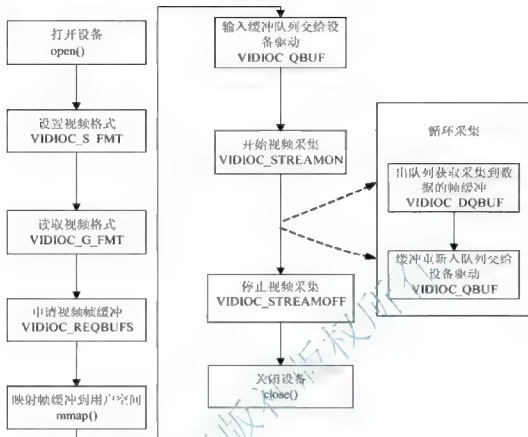 打开设备
open()
设置视频格式
VIDIOC_S_FMT
读取视频格式
VIDIOC_G_FMT
申请视频帧缓冲
VIDIOC_REQBUFS
映射帧缓冲到用户空间
mmap()
输入缓冲队列交给设
备驱动
VIDIOC_QBUF
开始视频采集
VIDIOC_STREAMON
停止视频采集
VIDIOC_STREAMOFF
关闭设备
close()
循环采集
出队列获取采集到数
据的帧缓冲
VIDIOC_DQBUF
缓冲重新入队列交给
设备驱动
VIDIOC_QBUF
版权所